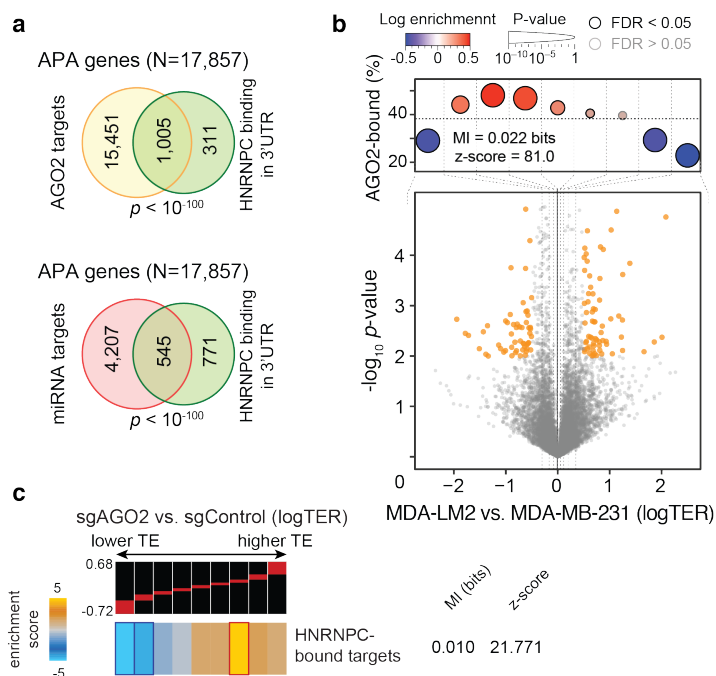 a
APA genes (N=17,857)
AGO2 targets
15,451
1,005
311
HNRNPC binding
in 3'UTR
p < 10-100
APA genes (N=17,857)
miRNA targets
4,207
545
771
HNRNPC binding
in 3'UTR
p < 10-100
b
Log enrichmennt
-0.5 0 0.5
P-value
10-10 10-5 1
FDR < 0.05
FDR > 0.05
AGO2-bound (%)
40
20
MI = 0.022 bits
z-score = 81.0
-log10 p-value
4
3
2
1
0
−2 −1 0 1 2
MDA-LM2 vs. MDA-MB-231 (logTER)
c
sgAGO2 vs. sgControl (logTER)
lower TE higher TE
0.68
-0.72
enrichment
score
5
-5
HNRNPC-
bound targets
MI (bits)
z-score
0.010 21.771